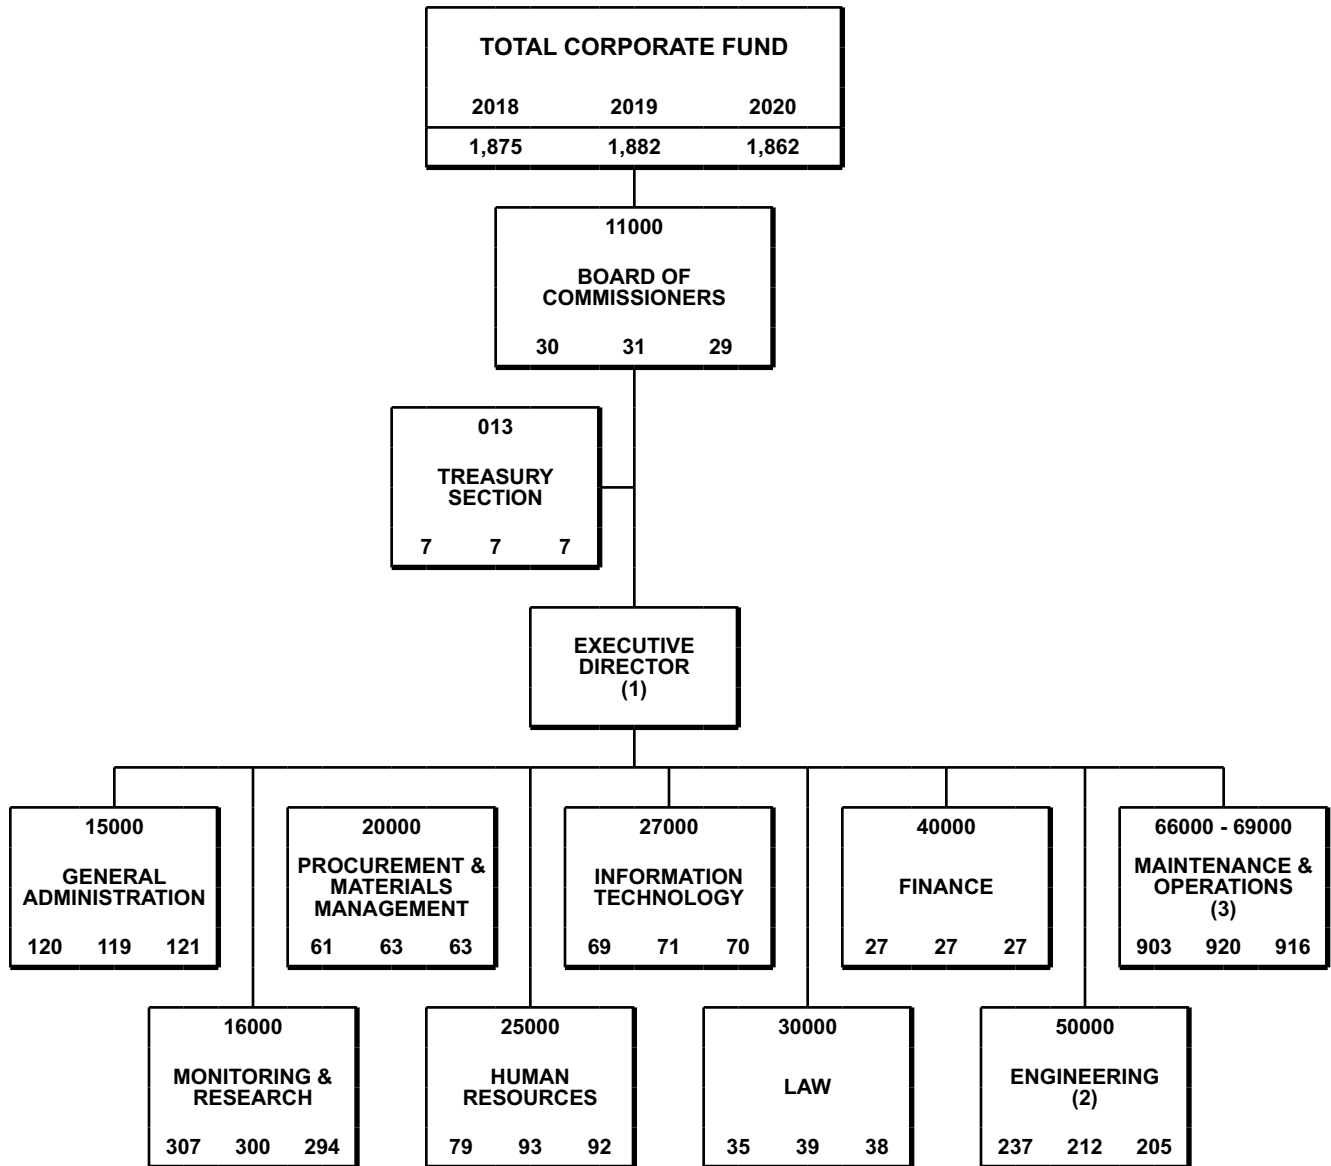 TOTAL CORPORATE FUND
2018 2019 2020
1,875 1,882 1,862
11000
BOARD OF
COMMISSIONERS
30 31 29
013
TREASURY
SECTION
7 7 7
EXECUTIVE
DIRECTOR
(1)
15000
GENERAL
ADMINISTRATION
120 119 121
20000
PROCUREMENT &
MATERIALS
MANAGEMENT
61 63 63
27000
INFORMATION
TECHNOLOGY
69 71 70
40000
FINANCE
27 27 27
66000 - 69000
MAINTENANCE &
OPERATIONS
(3)
903 920 916
16000
MONITORING &
RESEARCH
307 300 294
25000
HUMAN
RESOURCES
79 93 92
30000
LAW
35 39 38
50000
ENGINEERING
(2)
237 212 205